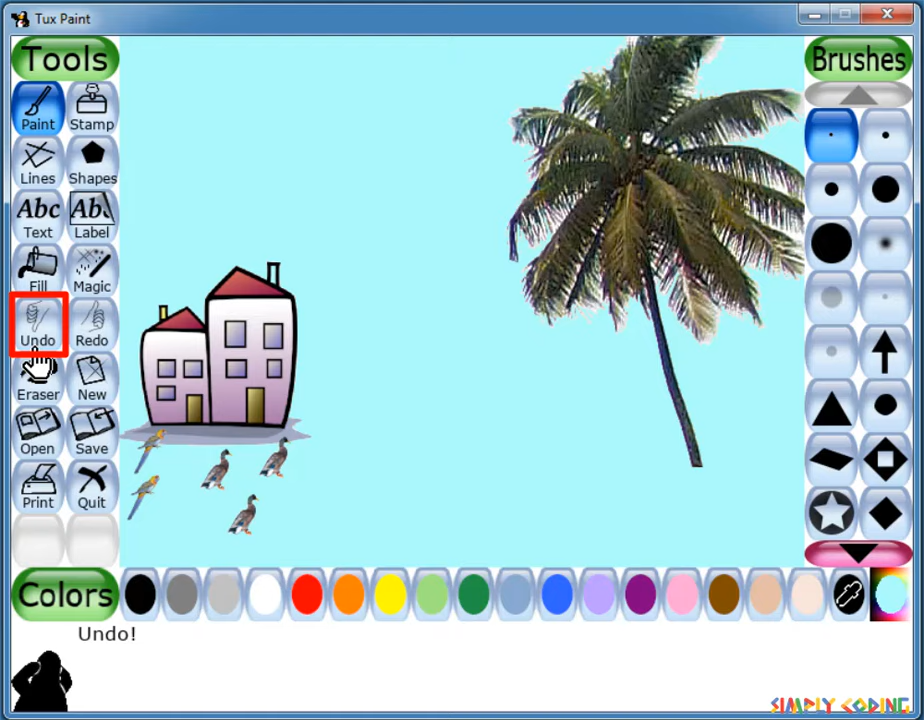 Tux Paint
Tools
Brushes
Paint
Stamp
Lines
Shapes
Abc
Text
Abc
Label
Fill
Magic
Undo
Redo
Eraser
New
Open
Save
Print
Quit
Colors
Undo!
SIMPLY CODING